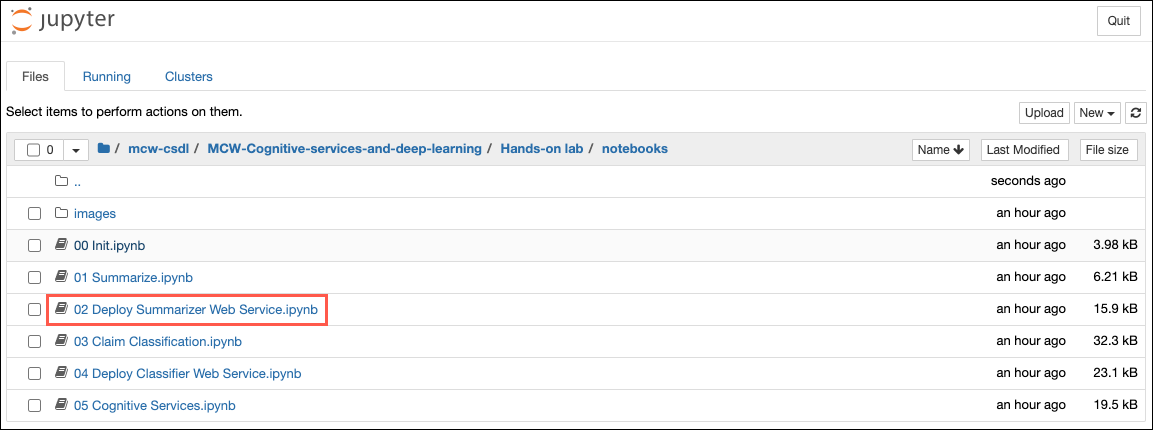 jupyter
Quit
Files Running Clusters
Select items to perform actions on them.
Upload New
0 / mcw-csdl / MCW-Cognitive-services-and-deep-learning / Hands-on lab / notebooks Name Last Modified File size
.. seconds ago
images an hour ago
00 Init.ipynb an hour ago 3.98 kB
01 Summarize.ipynb an hour ago 6.21 kB
02 Deploy Summarizer Web Service.ipynb an hour ago 15.9 kB
03 Claim Classification.ipynb an hour ago 32.3 kB
04 Deploy Classifier Web Service.ipynb an hour ago 23.1 kB
05 Cognitive Services.ipynb an hour ago 19.5 kB